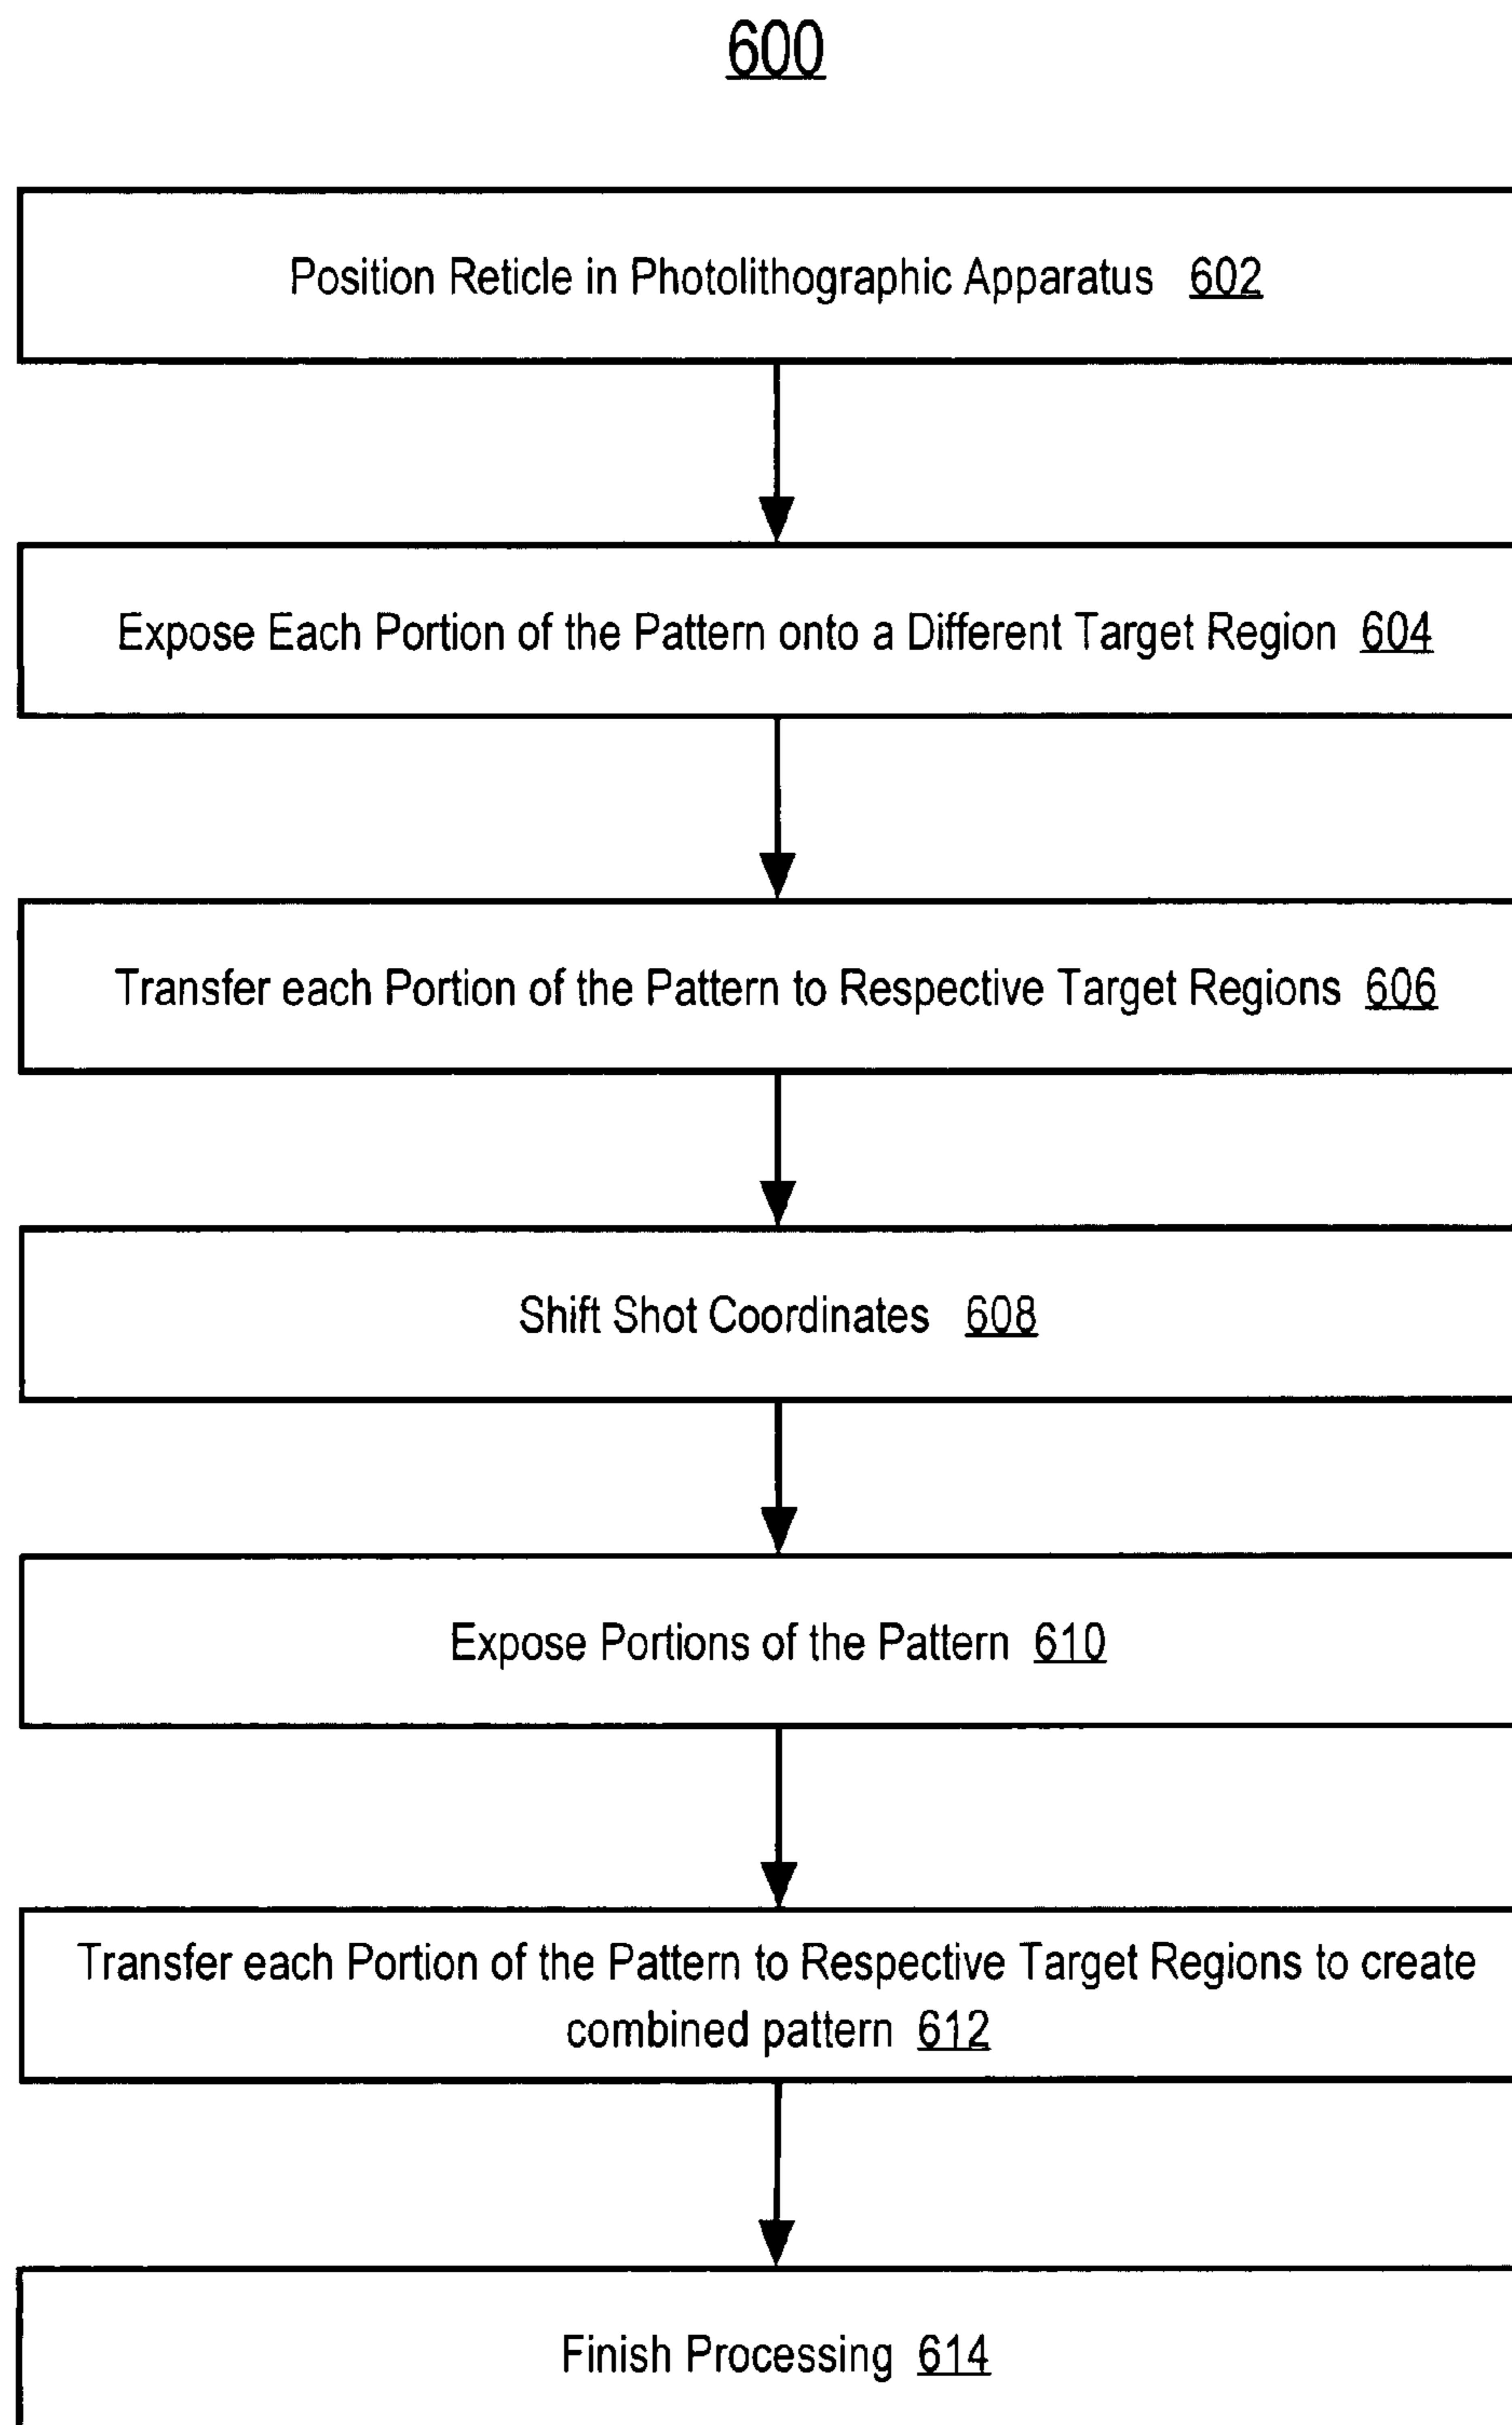 600
Position Reticle in Photolithographic Apparatus 602
Expose Each Portion of the Pattern onto a Different Target Region 604
Transfer each Portion of the Pattern to Respective Target Regions 606
Shift Shot Coordinates 608
Expose Portions of the Pattern 610
Transfer each Portion of the Pattern to Respective Target Regions to create
combined pattern 612
Finish Processing 614